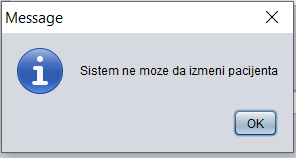 Message
Sistem ne moze da izmeni pacijenta
OK